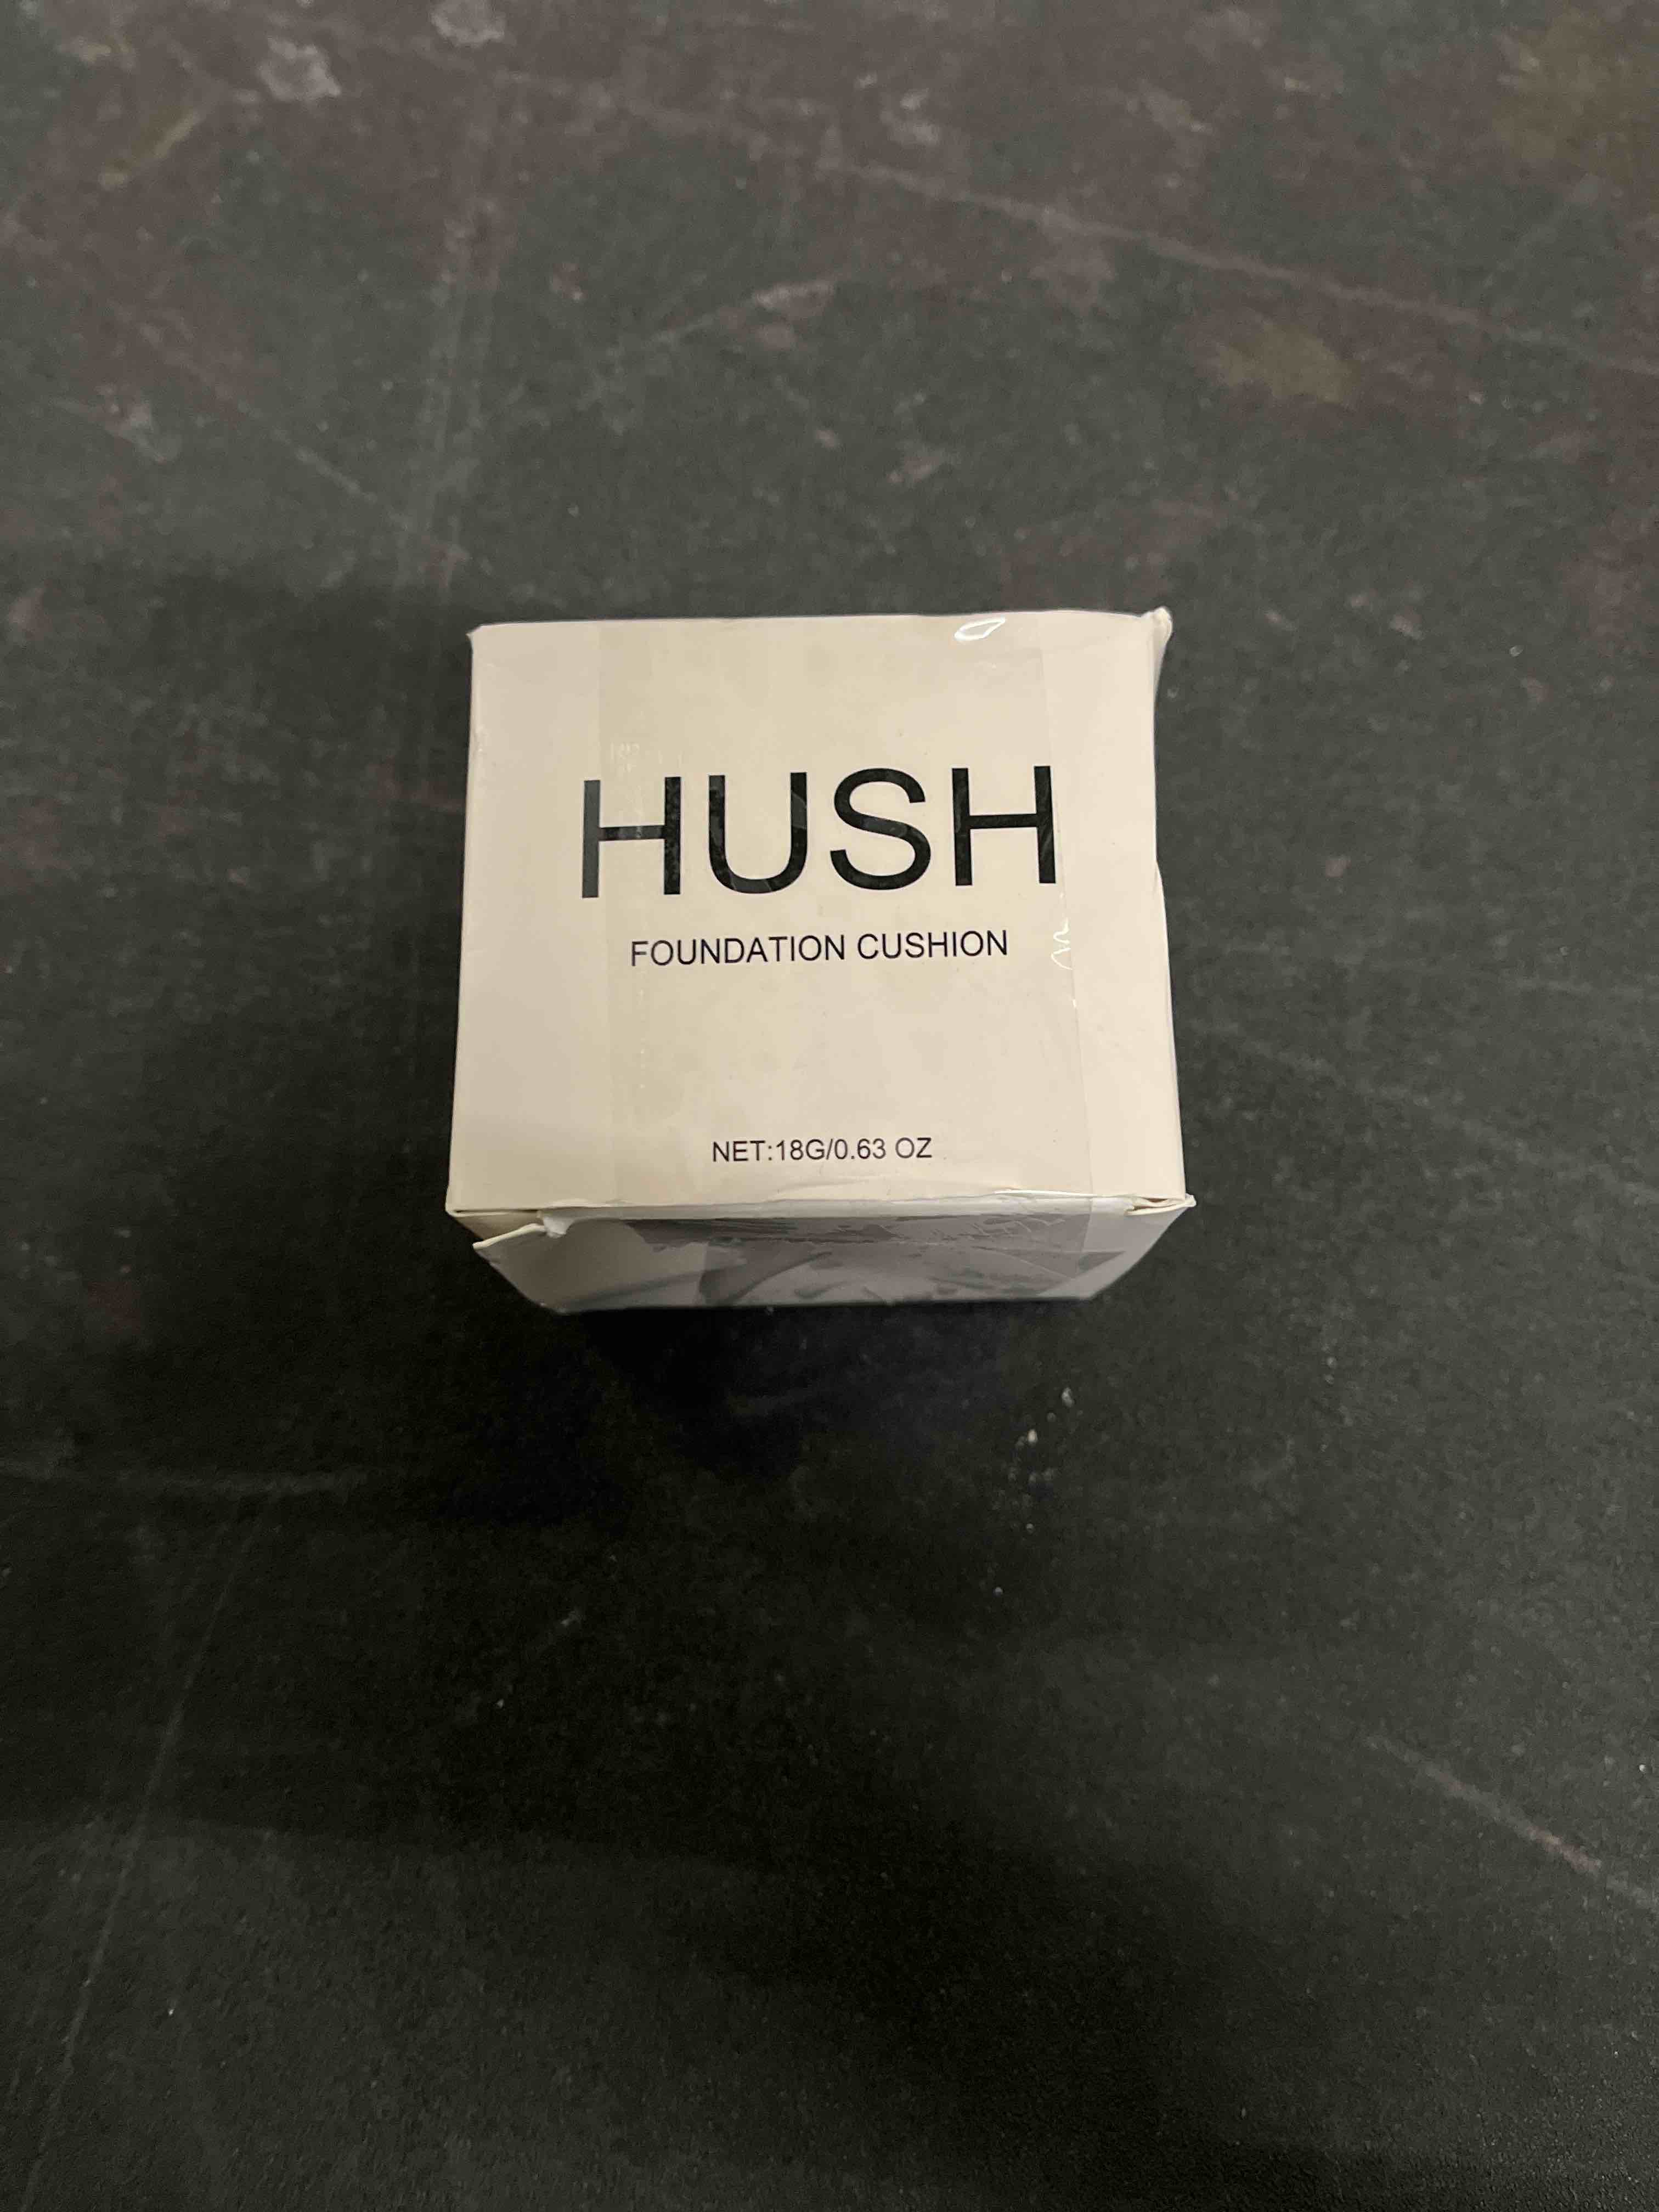 HUSH
FOUNDATION CUSHION
NET:18G/0.63 OZ